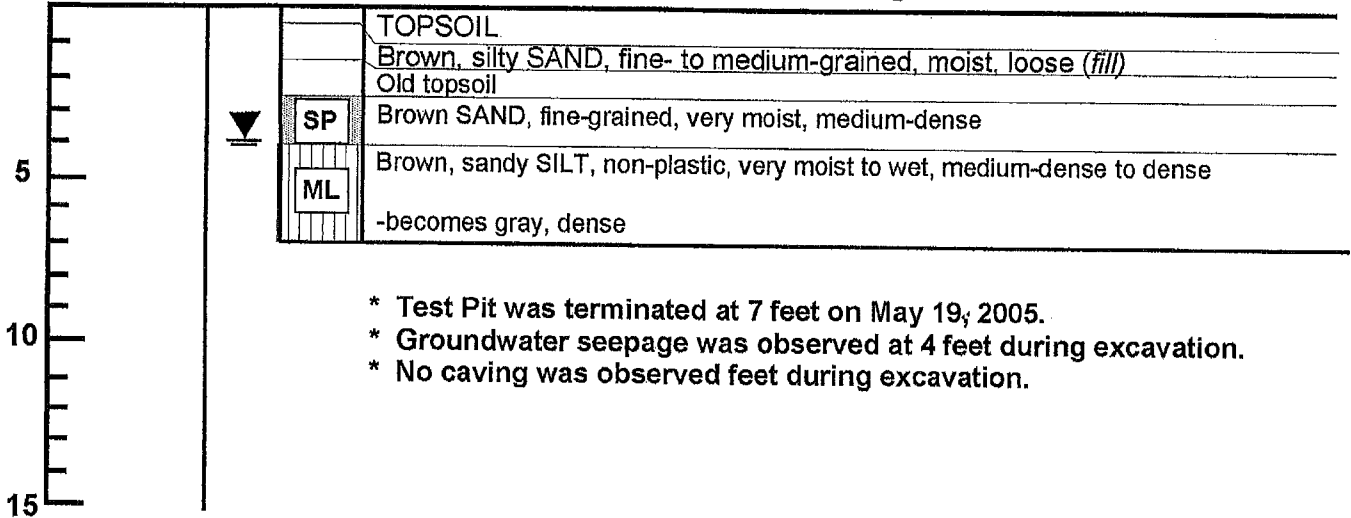 TOPSOIL
Brown, silty SAND, fine- to medium-grained, moist, loose (fill)
Old topsoil
SP Brown SAND, fine-grained, very moist, medium-dense
5 Brown, sandy SILT, non-plastic, very moist to wet, medium-dense to dense
ML
-becomes gray, dense
* Test Pit was terminated at 7 feet on May 19, 2005.
10 * Groundwater seepage was observed at 4 feet during excavation.
* No caving was observed feet during excavation.
15